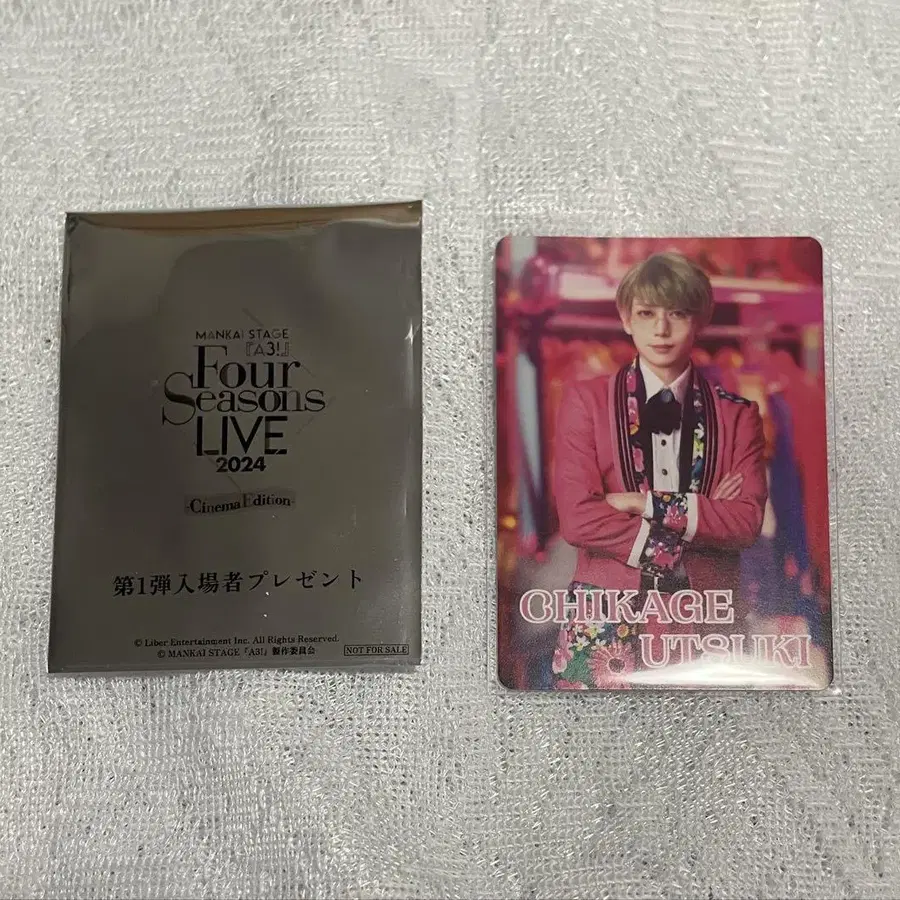 MANKAI STAGE
『A3!』
Four
Seasons
LIVE
2024
-Cinema Edition-
第1弾入場者プレゼント
© Liber Entertainment Inc. All Rights Reserved.
© MANKAI STAGE『A3!』製作委員会
NOT FOR SALE
CHIKAGE
UTSUKI